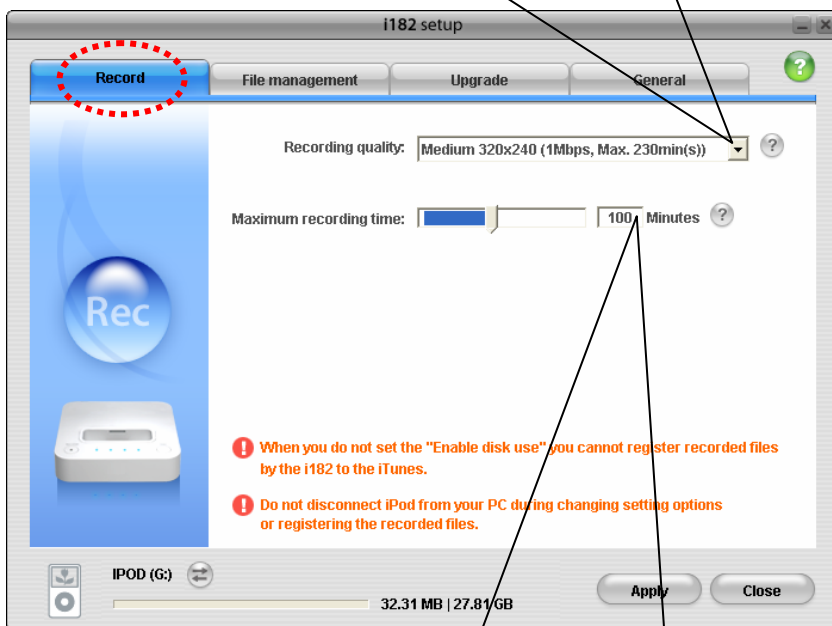 i182 setup
Record
File management
Upgrade
General
?
Recording quality: Medium 320x240 (1Mbps, Max. 230min(s)) ?
Maximum recording time: 100 Minutes ?
Rec
! When you do not set the "Enable disk use" you cannot register recorded files
by the i182 to the iTunes.
! Do not disconnect iPod from your PC during changing setting options
or registering the recorded files.
IPOD (G:)
32.31 MB | 27.81 GB
Apply
Close